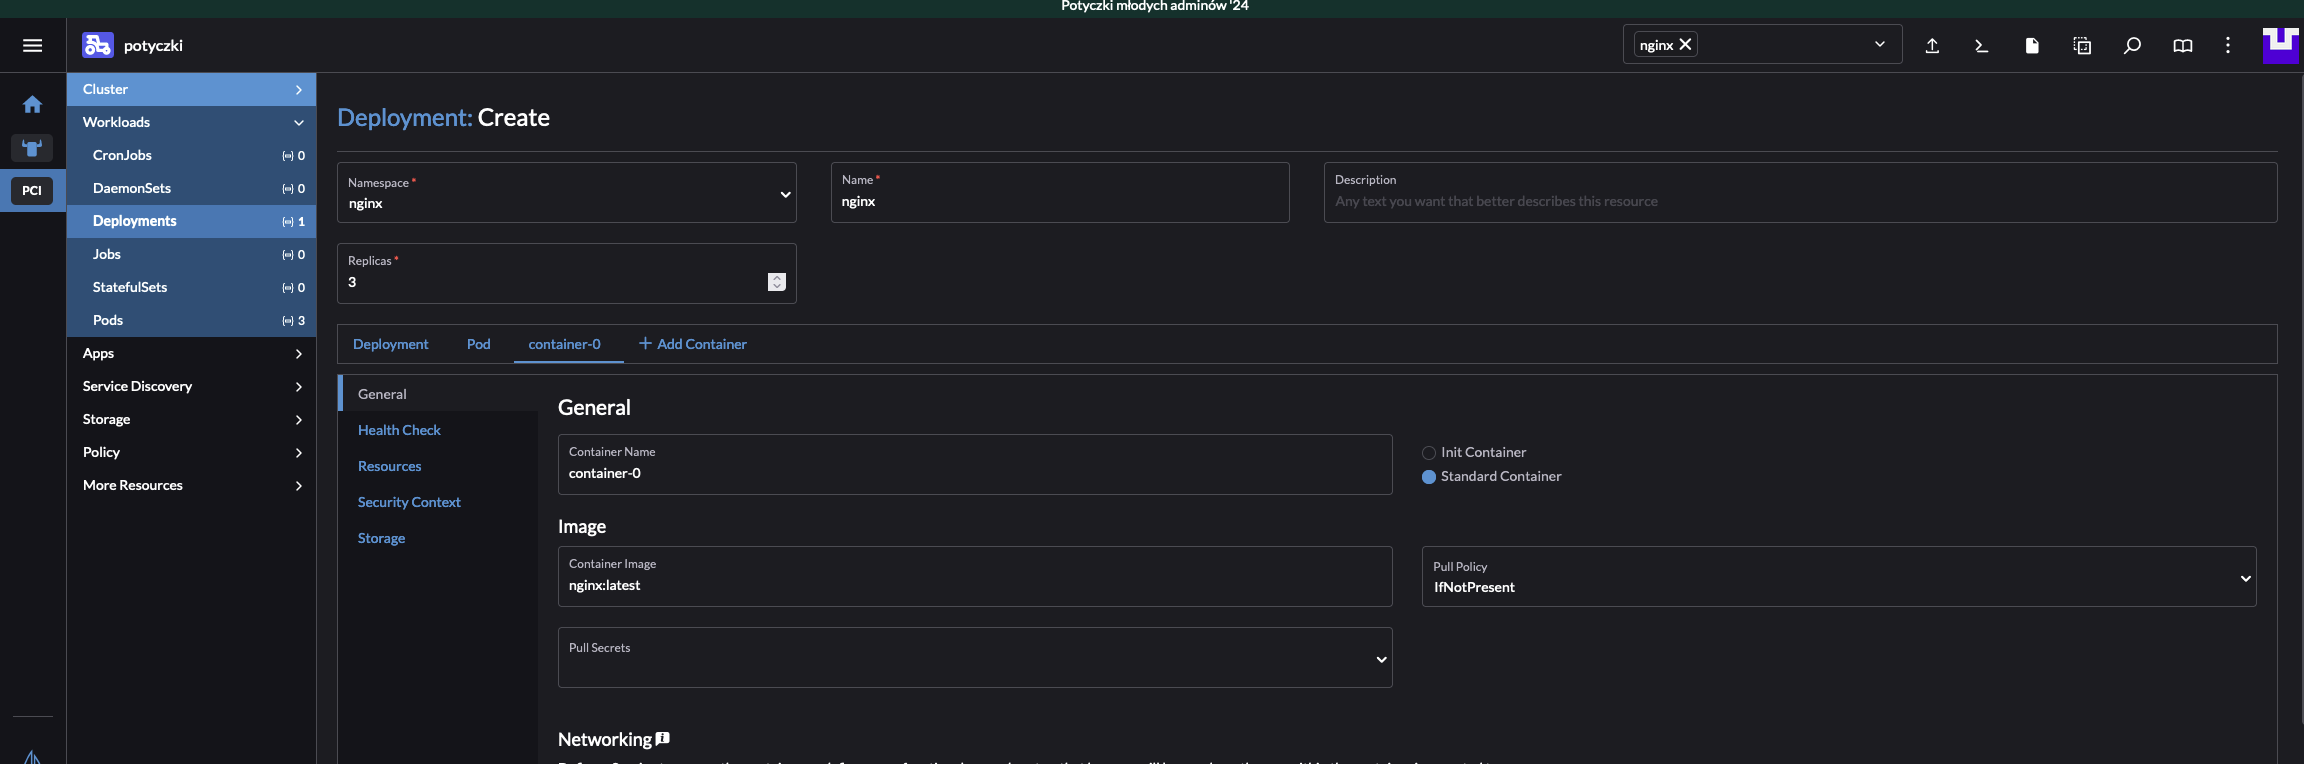 Potyczki młodych adminów '24
potyczki
nginx
PCI
Cluster
Workloads
CronJobs 0
DaemonSets 0
Deployments 1
Jobs 0
StatefulSets 0
Pods 3
Apps
Service Discovery
Storage
Policy
More Resources
Deployment: Create
Namespace *
nginx
Name *
nginx
Description
Any text you want that better describes this resource
Replicas *
3
Deployment Pod container-0 + Add Container
General
Health Check
Resources
Security Context
Storage
General
Container Name
container-0
Init Container
Standard Container
Image
Container Image
nginx:latest
Pull Policy
IfNotPresent
Pull Secrets
Networking